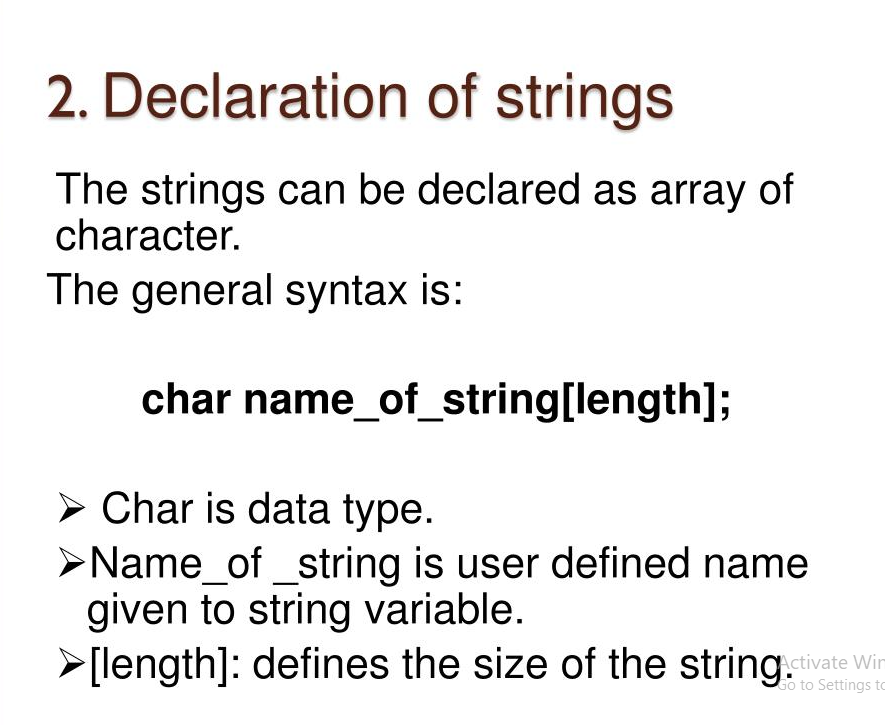 2. Declaration of strings
The strings can be declared as array of
character.
The general syntax is:
char name_of_string[length];
➢ Char is data type.
➢Name_of _string is user defined name
given to string variable.
➢[length]: defines the size of the string.
Activate
Go to Settings